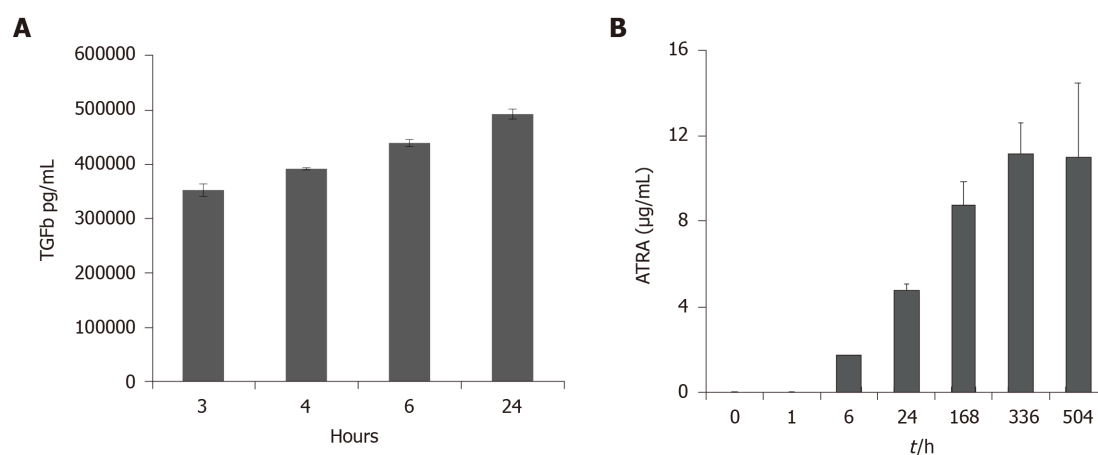 A
600000
500000
400000
300000
200000
100000
0
TGFb pg/mL
3 4 6 24
Hours
B
16
12
8
4
0
ATRA (μg/mL)
0 1 6 24 168 336 504
t/h